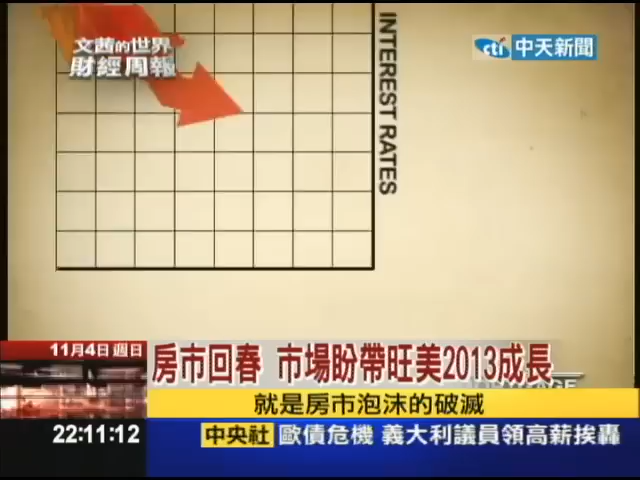 文茜的世界
財經周報
cti 中天新聞
INTEREST RATES
11月4日 週日
房市回春 市場盼帶旺美2013成長
就是房市泡沫的破滅
22:11:12
中央社 歐債危機 義大利議員領高薪挨轟